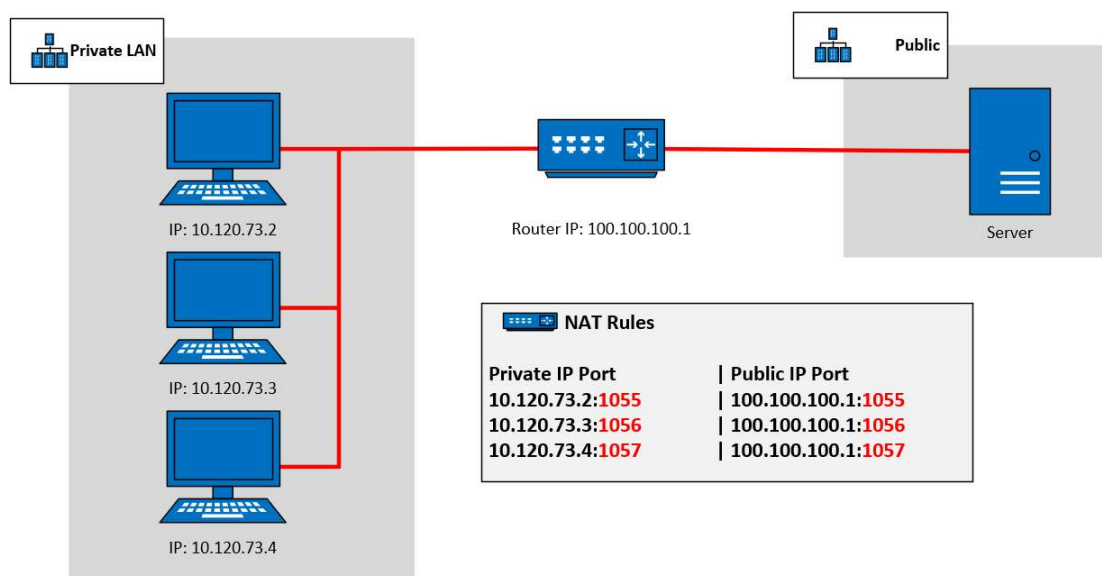 Private LAN
Public
IP: 10.120.73.2
Router IP: 100.100.100.1
Server
IP: 10.120.73.3
IP: 10.120.73.4
NAT Rules
Private IP Port | Public IP Port
10.120.73.2:1055 | 100.100.100.1:1055
10.120.73.3:1056 | 100.100.100.1:1056
10.120.73.4:1057 | 100.100.100.1:1057